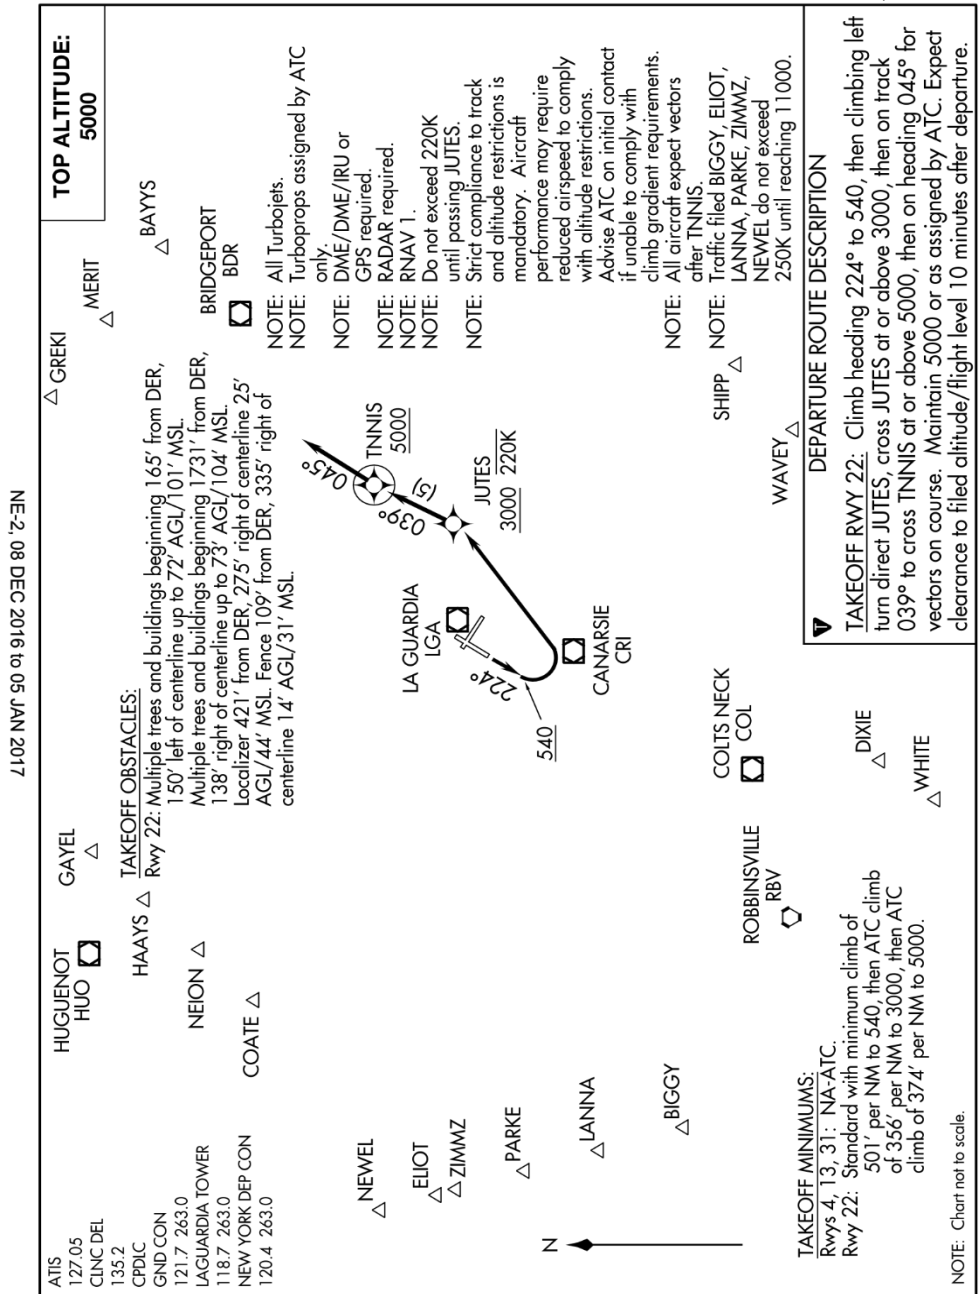 NE-2, 08 DEC 2016 to 05 JAN 2017
ATIS
127.05
CLNC DEL
135.2
CPDLC
GND CON
121.7 263.0
LAGUARDIA TOWER
118.7 263.0
NEW YORK DEP CON
120.4 263.0
TOP ALTITUDE:
5000
HUGUENOT
HUO
GAYEL
HAAYS
NEION
COATE
GREKI
MERIT
BAYYS
BRIDGEPORT
BDR
TAKEOFF OBSTACLES:
Rwy 22: Multiple trees and buildings beginning 165' from DER,
150' left of centerline up to 72' AGL/101' MSL.
Multiple trees and buildings beginning 1731' from DER,
138' right of centerline up to 73' AGL/104' MSL.
Localizer 421' from DER, 275' right of centerline 25'
AGL/44' MSL. Fence 109' from DER, 335' right of
centerline 14' AGL/31' MSL.
NOTE: All Turbojets.
NOTE: Turboprops assigned by ATC
only.
NOTE: DME/DME/IRU or
GPS required.
NOTE: RADAR required.
NOTE: RNAV 1.
NOTE: Do not exceed 220K
until passing JUTES.
NOTE: Strict compliance to track
and altitude restrictions is
mandatory. Aircraft
performance may require
reduced airspeed to comply
with altitude restrictions.
Advise ATC on initial contact
if unable to comply with
climb gradient requirements.
NOTE: All aircraft expect vectors
after TNNIS.
NOTE: Traffic filed BIGGY, ELIOT,
LANNA, PARKE, ZIMMZ,
NEWEL do not exceed
250K until reaching 11000.
045°
TNNIS
5000
(5)
039°
JUTES
3000 220K
LA GUARDIA
LGA
224°
540
CANARSIE
CRI
NEWEL
ELIOT
ZIMMZ
PARKE
LANNA
BIGGY
N
SHIPP
WAVEY
COLTS NECK
COL
ROBBINSVILLE
RBV
DIXIE
WHITE
TAKEOFF MINIMUMS:
Rwys 4, 13, 31: NA-ATC.
Rwy 22: Standard with minimum climb of
501' per NM to 540, then ATC climb
of 356' per NM to 3000, then ATC
climb of 374' per NM to 5000.
NOTE: Chart not to scale.
T
DEPARTURE ROUTE DESCRIPTION
TAKEOFF RWY 22: Climb heading 224° to 540, then climbing left
turn direct JUTES, cross JUTES at or above 3000, then on track
039° to cross TNNIS at or above 5000, then on heading 045° for
vectors on course. Maintain 5000 or as assigned by ATC. Expect
clearance to filed altitude/flight level 10 minutes after departure.